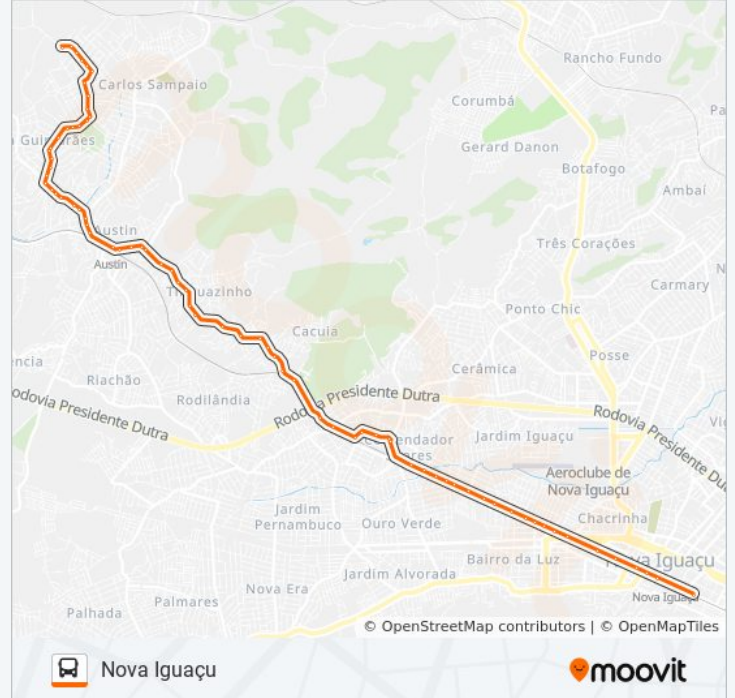 Rancho Fundo
Carlos Sampaio
Corumbá
Gerard Danon
Botafogo
Ambaí
Austin
Austin
Três Corações
Carmary
Ponto Chic
Cacuia
Posse
Cerâmica
Riachão
Rodilândia
Rodovia Presidente Dutra
Rodovia Presidente Dutra
Rodovia Presidente Dutra
Jardim Iguaçu
Aeroclube de
Nova Iguaçu
Jardim
Pernambuco
Ouro Verde
Chacrinha
Bairro da Luz
Nova Iguaçu
Jardim Alvorada
Nova Era
Nova Iguaçu
Palmares
Palhada
© OpenStreetMap contributors | © OpenMapTiles
Nova Iguaçu
moovit